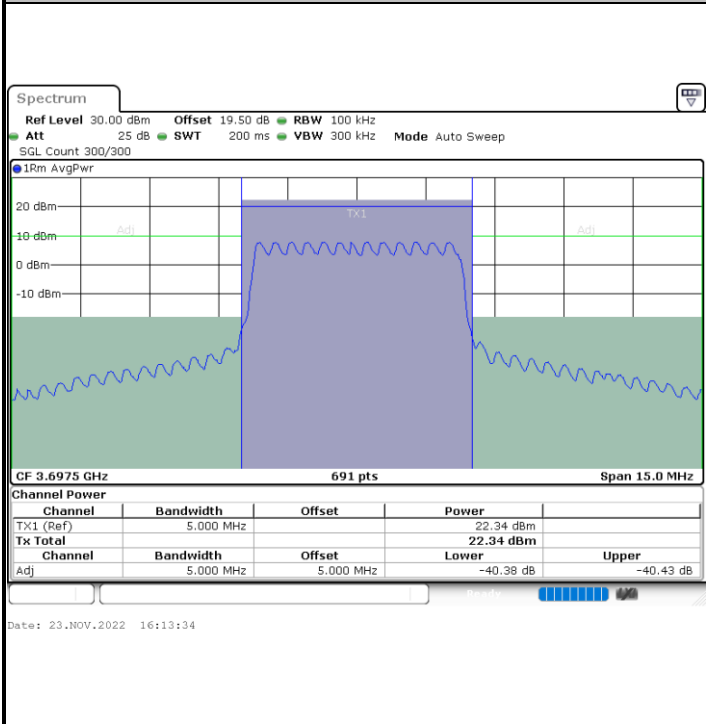 Spectrum
Ref Level 30.00 dBm Offset 19.50 dB RBW 100 kHz
Att 25 dB SWT 200 ms VBW 300 kHz Mode Auto Sweep
SGL Count 300/300
1Rm AvgPwr
20 dBm
TX1
10 dBm Adj Adj
0 dBm
-10 dBm
CF 3.6975 GHz 691 pts Span 15.0 MHz
Channel Power
Channel Bandwidth Offset Power
TX1 (Ref) 5.000 MHz 22.34 dBm
Tx Total 22.34 dBm
Channel Bandwidth Offset Lower Upper
Adj 5.000 MHz 5.000 MHz -40.38 dB -40.43 dB
Ready
Date: 23.NOV.2022 16:13:34